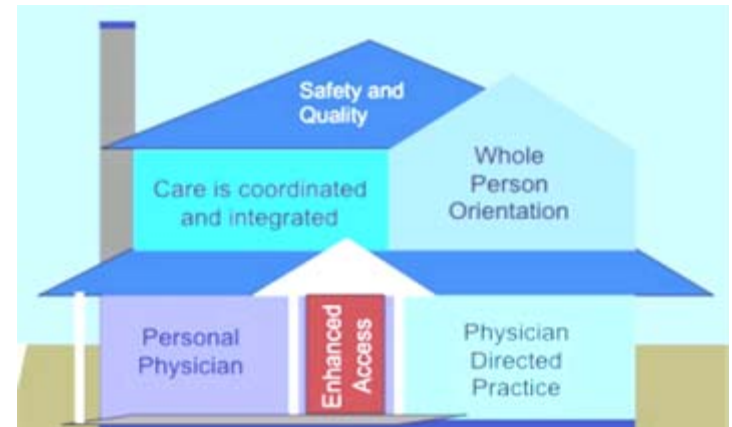 Safety and
Quality
Care is coordinated
and integrated
Whole
Person
Orientation
Personal
Physician
Enhanced
Access
Physician
Directed
Practice